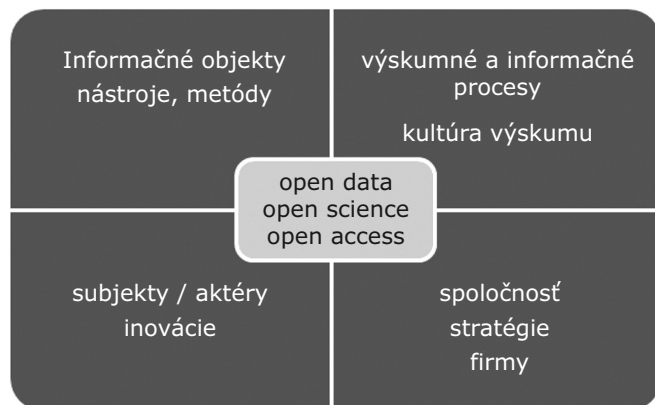 Informačné objekty
nástroje, metódy
výskumné a informačné
procesy
kultúra výskumu
open data
open science
open access
subjekty / aktéry
inovácie
spoločnosť
stratégie
firmy